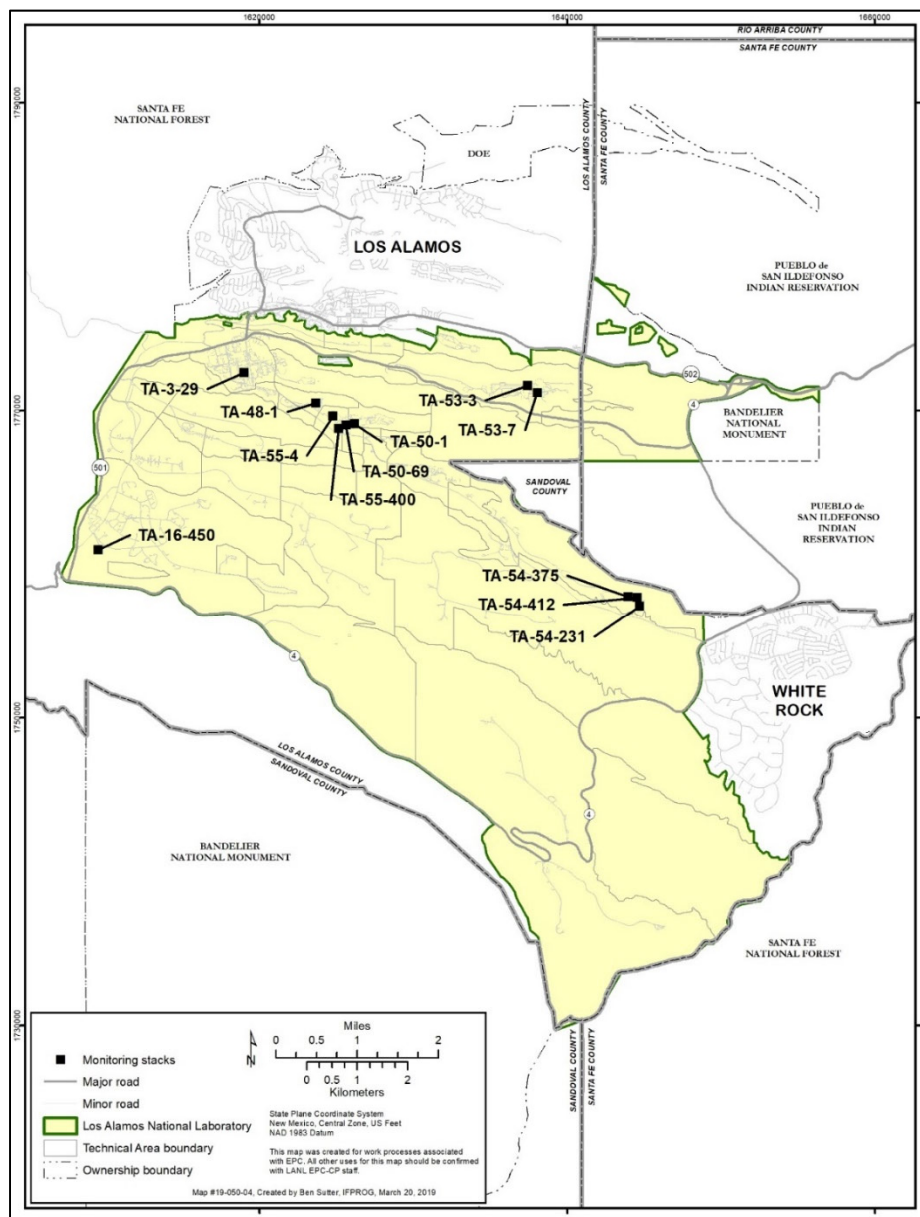 1620000
1640000
1660000
RIO ARRIBA COUNTY
SANTA FE COUNTY
1790000
SANTA FE
NATIONAL FOREST
DOE
LOS ALAMOS COUNTY
SANTA FE COUNTY
LOS ALAMOS
PUEBLO de
SAN ILDEFONSO
INDIAN RESERVATION
TA-3-29
TA-48-1
TA-53-3
502
4
1770000
TA-55-4
TA-50-1
TA-53-7
BANDELIER
NATIONAL
MONUMENT
TA-50-69
TA-55-400
501
SANDOVAL
COUNTY
PUEBLO de
SAN ILDEFONSO
INDIAN
RESERVATION
TA-16-450
TA-54-375
TA-54-412
TA-54-231
4
WHITE
ROCK
1750000
LOS ALAMOS COUNTY
SANDOVAL COUNTY
4
BANDELIER
NATIONAL MONUMENT
SANTA FE
NATIONAL FOREST
1730000
Miles
0 0.5 1 2
N
0 0.5 1 2
Kilometers
Monitoring stacks
Major road
Minor road
Los Alamos National Laboratory
Technical Area boundary
Ownership boundary
State Plane Coordinate System
New Mexico, Central Zone, US Feet
NAD 1983 Datum
This map was created for work processes associated
with EPC. All other uses for this map should be confirmed
with LANL EPC-CP staff.
Map #19-050-04, Created by Ben Sutter, IFPROG, March 20, 2019
SANDOVAL COUNTY
SANTA FE COUNTY